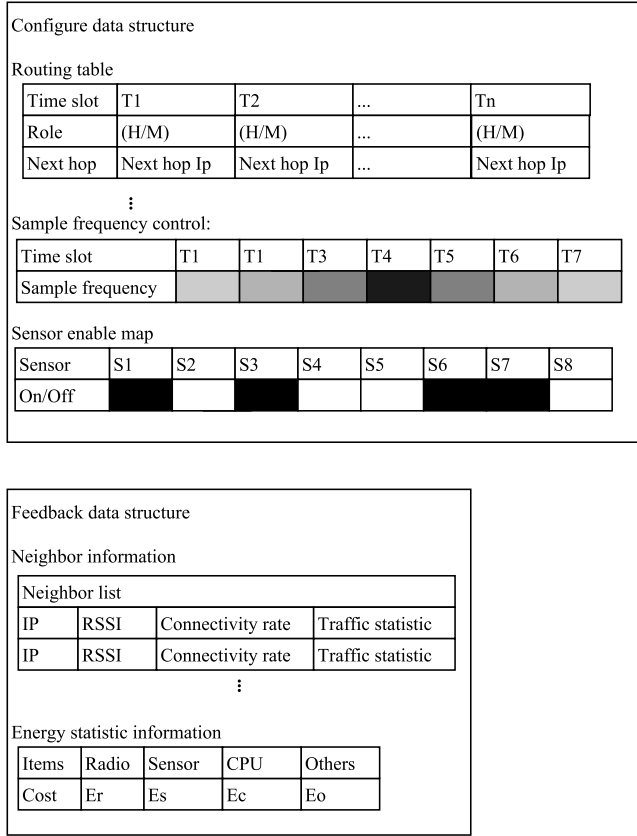 Configure data structure
Routing table
Time slot T1 T2 ... Tn
Role (H/M) (H/M) ... (H/M)
Next hop Next hop Ip Next hop Ip ... Next hop Ip
⋮
Sample frequency control:
Time slot T1 T1 T3 T4 T5 T6 T7
Sample frequency
Sensor enable map
Sensor S1 S2 S3 S4 S5 S6 S7 S8
On/Off
Feedback data structure
Neighbor information
Neighbor list
IP RSSI Connectivity rate Traffic statistic
IP RSSI Connectivity rate Traffic statistic
⋮
Energy statistic information
Items Radio Sensor CPU Others
Cost Er Es Ec Eo